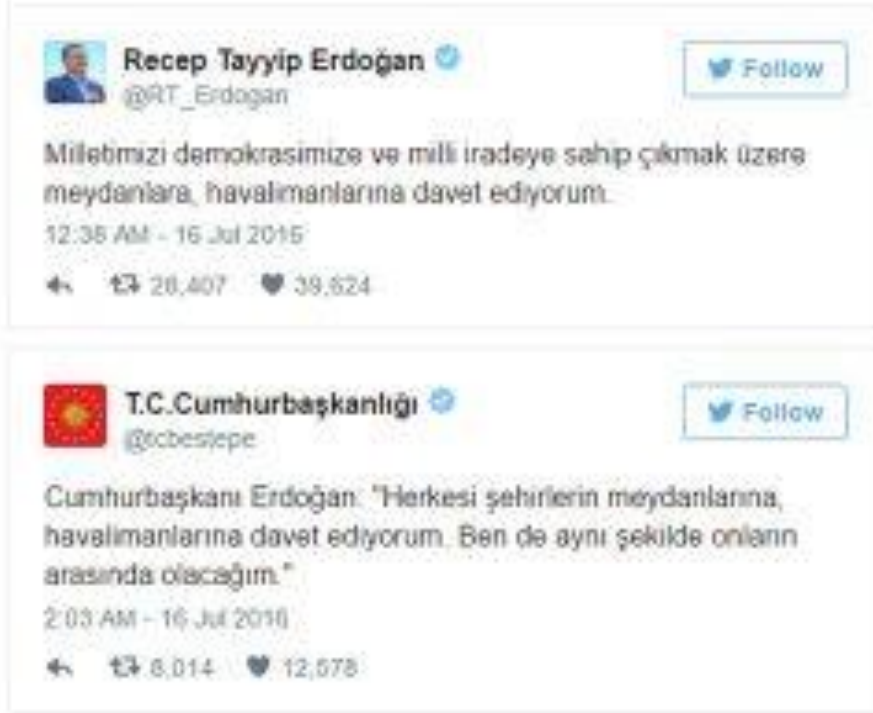 Recep Tayyip Erdoğan
Follow
@RT_Erdogan
Milletimizi demokrasimize ve milli iradeye sahip çıkmak üzere
meydanlara, havalimanlarına davet ediyorum.
12:38 AM - 16 Jul 2016
28,407 39,624
T.C.Cumhurbaşkanlığı
Follow
@tcbestepe
Cumhurbaşkanı Erdoğan: "Herkesi şehirlerin meydanlarına,
havalimanlarına davet ediyorum. Ben de aynı şekilde onların
arasında olacağım."
2:03 AM - 16 Jul 2016
8,014 12,578